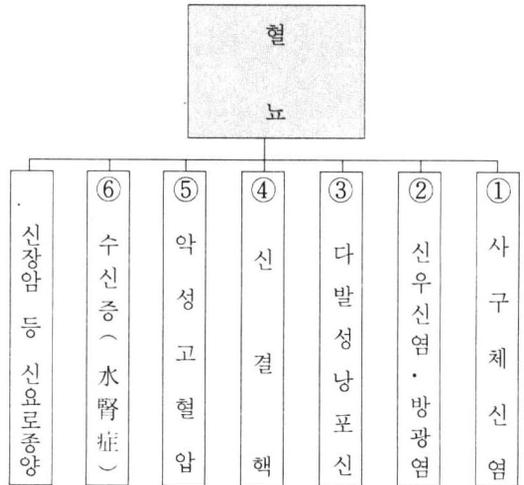 혈뇨
① 사구체신염
② 신우신염·방광염
③ 다발성낭포신
④ 신결핵
⑤ 악성고혈압
⑥ 수신증(水腎症)
신장암 등 신요로종양